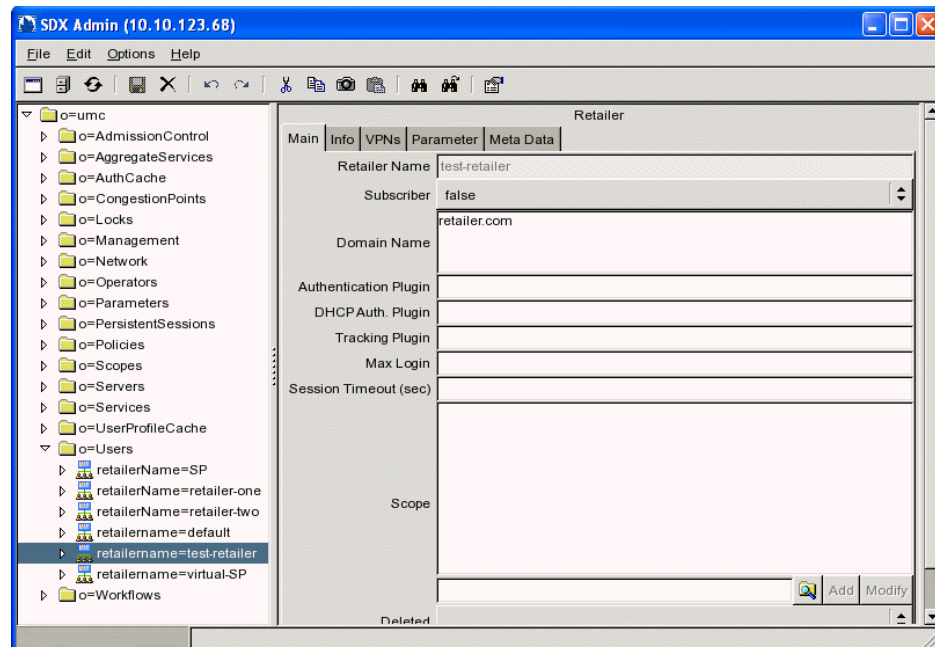 SDX Admin (10.10.123.68)
File Edit Options Help
o=umc
o=AdmissionControl
o=AggregateServices
o=AuthCache
o=CongestionPoints
o=Locks
o=Management
o=Network
o=Operators
o=Parameters
o=PersistentSessions
o=Policies
o=Scopes
o=Servers
o=Services
o=UserProfileCache
o=Users
retailerName=SP
retailerName=retailer-one
retailerName=retailer-two
retailername=default
retailername=test-retailer
retailername=virtual-SP
o=Workflows
Retailer
Main Info VPNs Parameter Meta Data
Retailer Name test-retailer
Subscriber false
Domain Name retailer.com
Authentication Plugin
DHCP Auth. Plugin
Tracking Plugin
Max Login
Session Timeout (sec)
Scope
Add Modify
Deleted